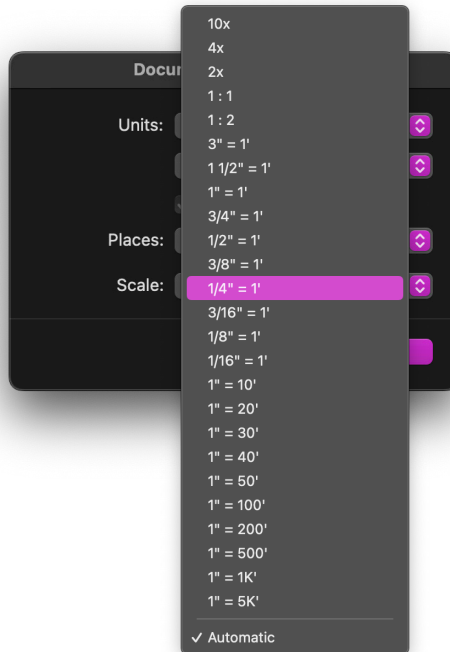 10x
4x
Docu
2x
1 : 1
Units:
1 : 2
3" = 1'
1 1/2" = 1'
1" = 1'
3/4" = 1'
Places:
1/2" = 1'
3/8" = 1'
Scale:
1/4" = 1'
3/16" = 1'
1/8" = 1'
1/16" = 1'
1" = 10'
1" = 20'
1" = 30'
1" = 40'
1" = 50'
1" = 100'
1" = 200'
1" = 500'
1" = 1K'
1" = 5K'
✓ Automatic